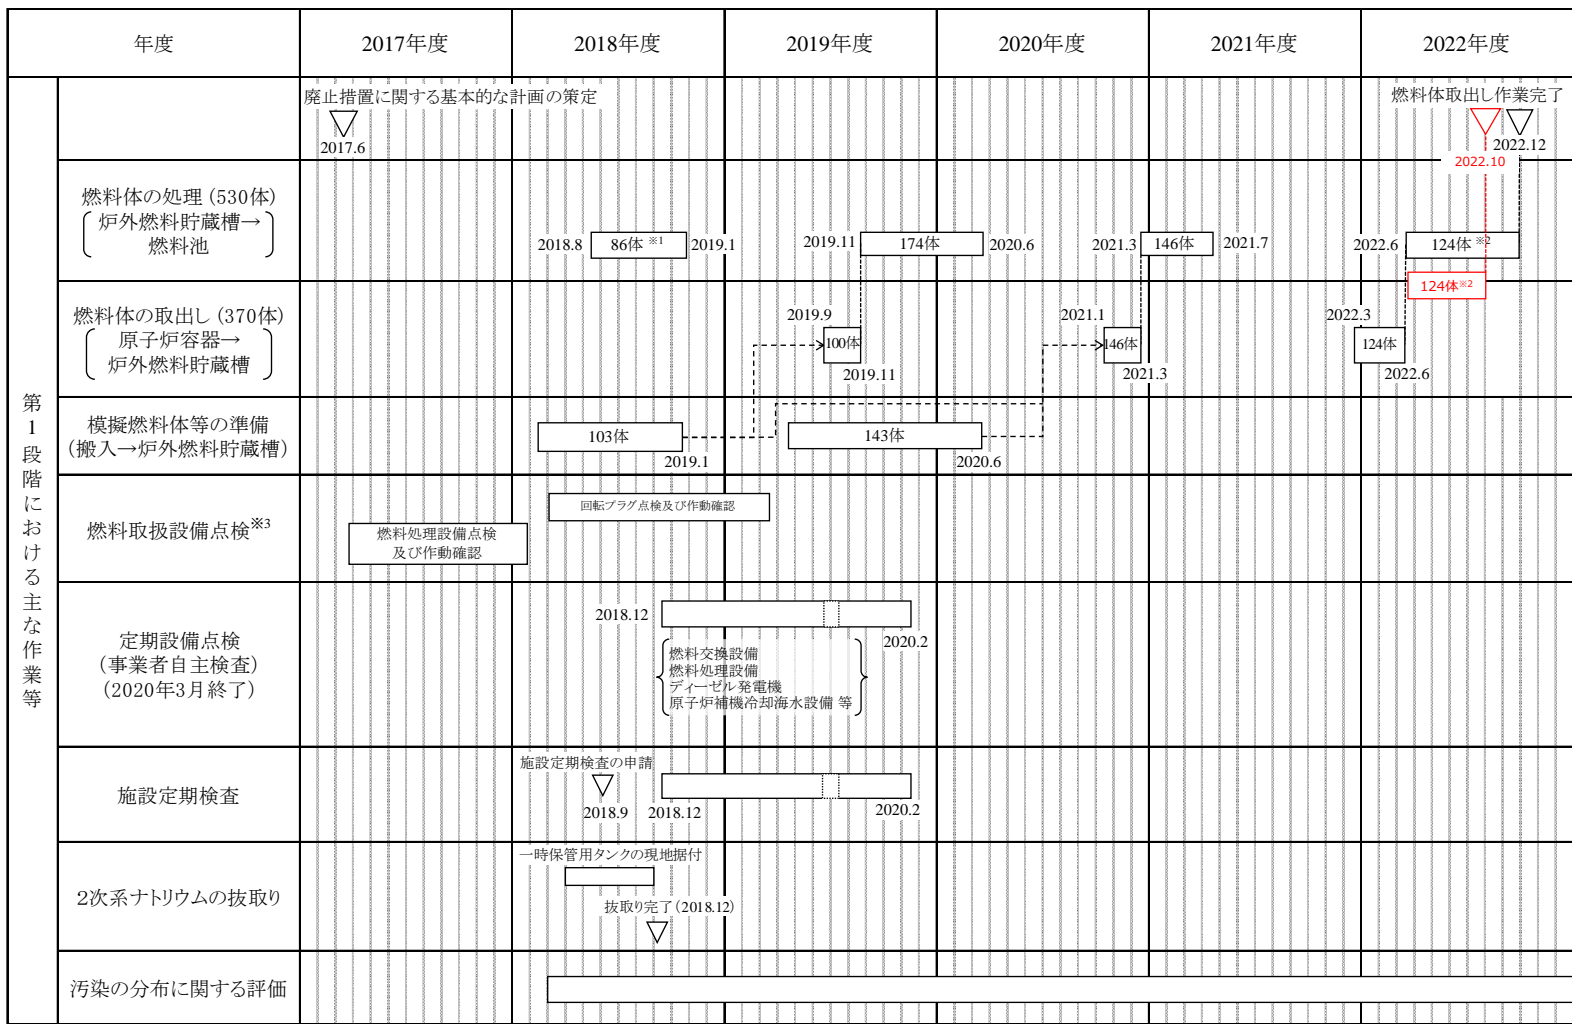 年度
2017年度
2018年度
2019年度
2020年度
2021年度
2022年度
第1段階における主な作業等
廃止措置に関する基本的な計画の策定
2017.6
燃料体取出し作業完了
2022.12
2022.10
燃料体の処理(530体)
炉外燃料貯蔵槽→
燃料池
2018.8
86体 ※1
2019.1
2019.11
174体
2020.6
2021.3
146体
2021.7
2022.6
124体 ※2
124体※2
燃料体の取出し(370体)
原子炉容器→
炉外燃料貯蔵槽
2019.9
100体
2019.11
2021.1
146体
2021.3
2022.3
124体
2022.6
模擬燃料体等の準備
(搬入→炉外燃料貯蔵槽)
103体
2019.1
143体
2020.6
燃料取扱設備点検※3
回転プラグ点検及び作動確認
燃料処理設備点検
及び作動確認
定期設備点検
(事業者自主検査)
(2020年3月終了)
2018.12
2020.2
燃料交換設備
燃料処理設備
ディーゼル発電機
原子炉補機冷却海水設備 等
施設定期検査
施設定期検査の申請
2018.9
2018.12
2020.2
2次系ナトリウムの抜取り
一時保管用タンクの現地据付
抜取り完了(2018.12)
汚染の分布に関する評価